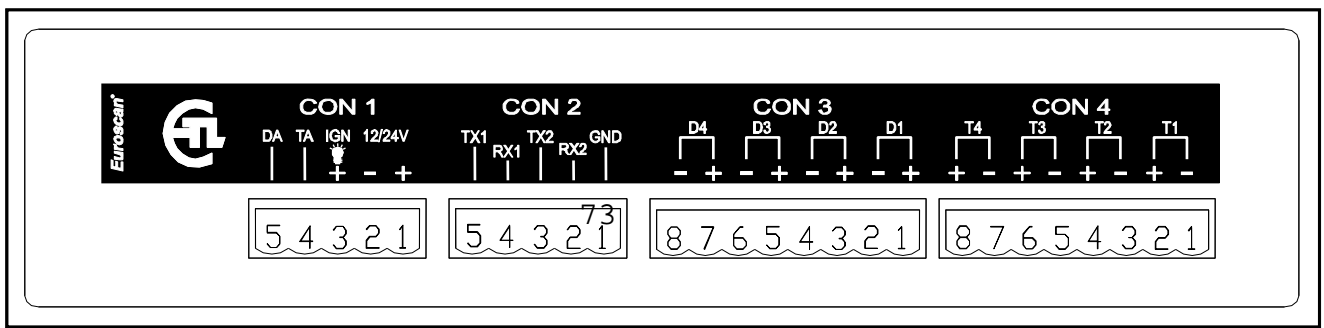 Euroscan
CON 1 CON 2 CON 3 CON 4
DA TA IGN 12/24V TX1 RX1 TX2 RX2 GND D4 D3 D2 D1 T4 T3 T2 T1
+ - + - + - + - + - + + - + - + - + -
73
5 4 3 2 1 5 4 3 2 1 8 7 6 5 4 3 2 1 8 7 6 5 4 3 2 1